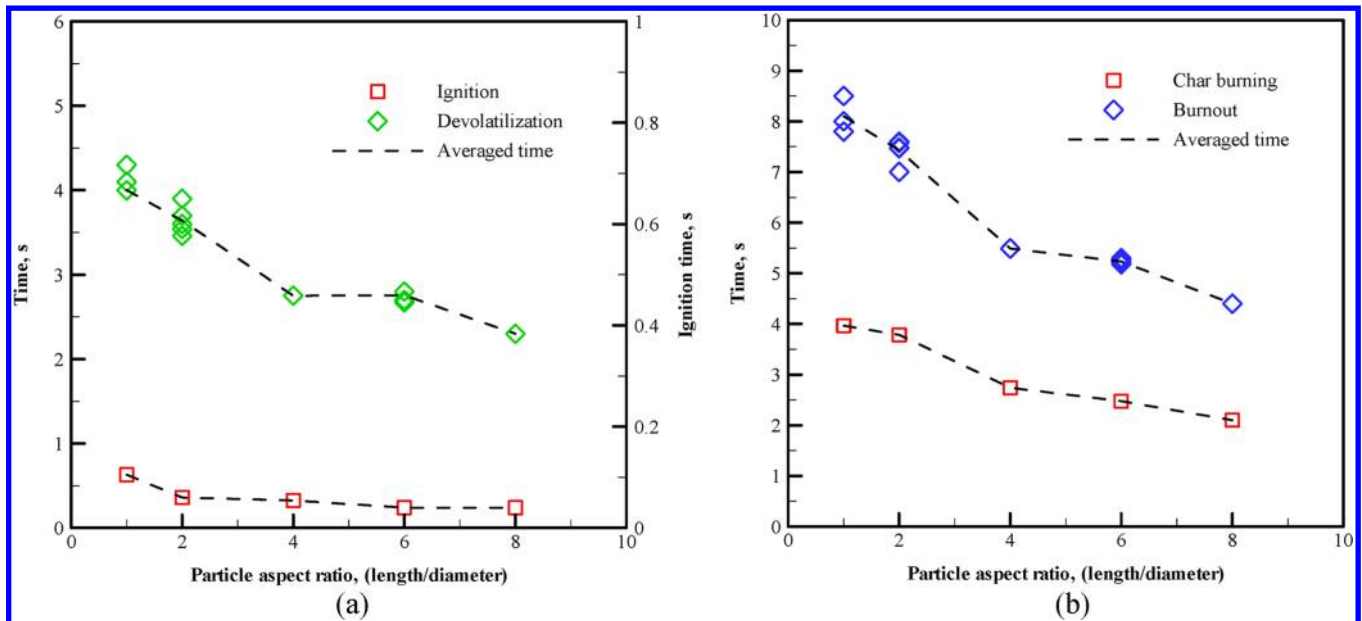 6
5
4
3
2
1
0
Time, s
1
0.8
0.6
0.4
0.2
0
Ignition time, s
Ignition
Devolatilization
Averaged time
0 2 4 6 8 10
Particle aspect ratio, (length/diameter)
(a)
10
9
8
7
6
5
4
3
2
1
0
Time, s
Char burning
Burnout
Averaged time
0 2 4 6 8 10
Particle aspect ratio, (length/diameter)
(b)